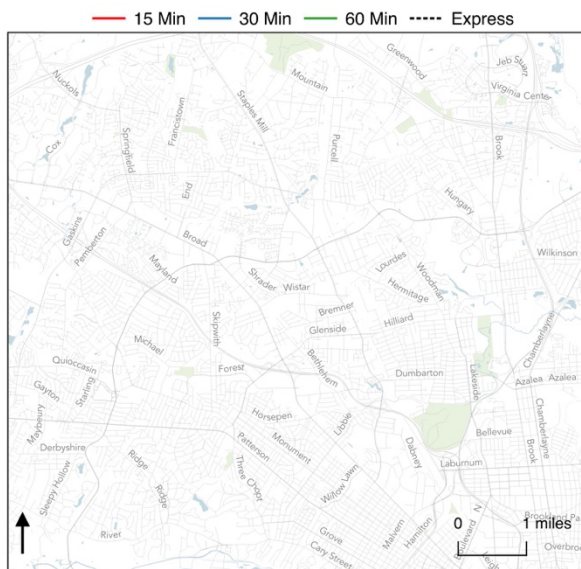 15 Min 30 Min 60 Min Express
Greenwood
Jeb Stuart
Nuckols
Mountain
Virginia Center
Staples Mill
Francistown
Springfield
Cox
Purcell
Brook
End
Hungary
Gaskins
Pemberton
Broad
Wilkinson
Mayland
Lourdes
Woodman
Shrader
Wistar
Hermitage
Bremner
Chamberlayne
Skipwith
Glenside
Hilliard
Michael
Bethlehem
Quioccasin
Forest
Dumbarton
Lakeside
Azalea
Azalea
Gayton
Starling
Maybeury
Horsepen
Libbie
Chamberlayne
Brook
Bellevue
Derbyshire
Patterson
Monument
Dabney
Laburnum
Ridge
Three Chopt
Sleepy Hollow
Ridge
Willow Lawn
N
Boulevard
Brookland Pa
0 1 miles
River
Grove
Malvern
Hamilton
Cary Street
Overbro
Leigh